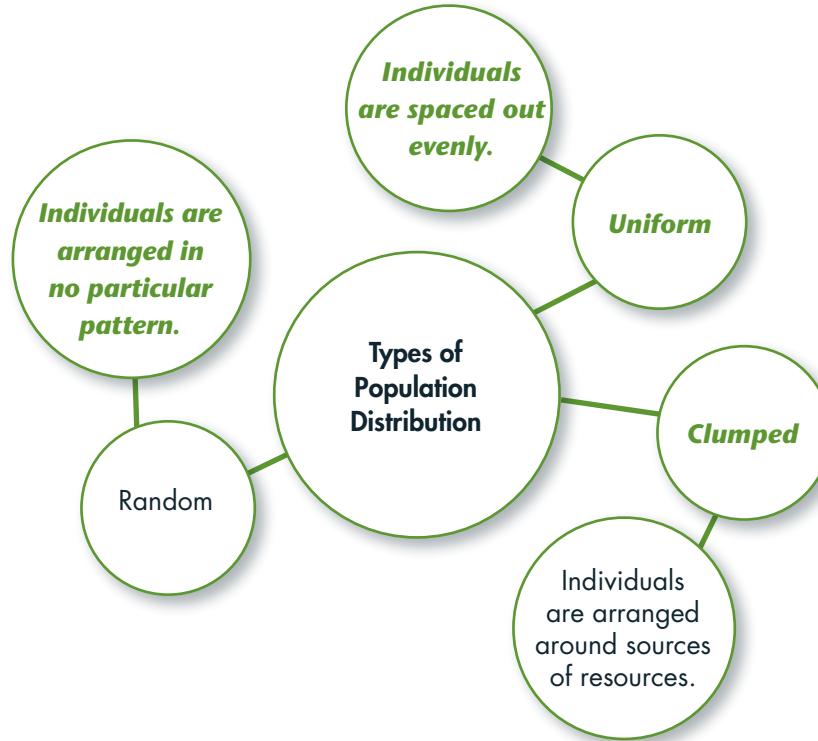 Individuals
are spaced out
evenly.
Uniform
Individuals are
arranged in
no particular
pattern.
Types of
Population
Distribution
Clumped
Random
Individuals
are arranged
around sources
of resources.